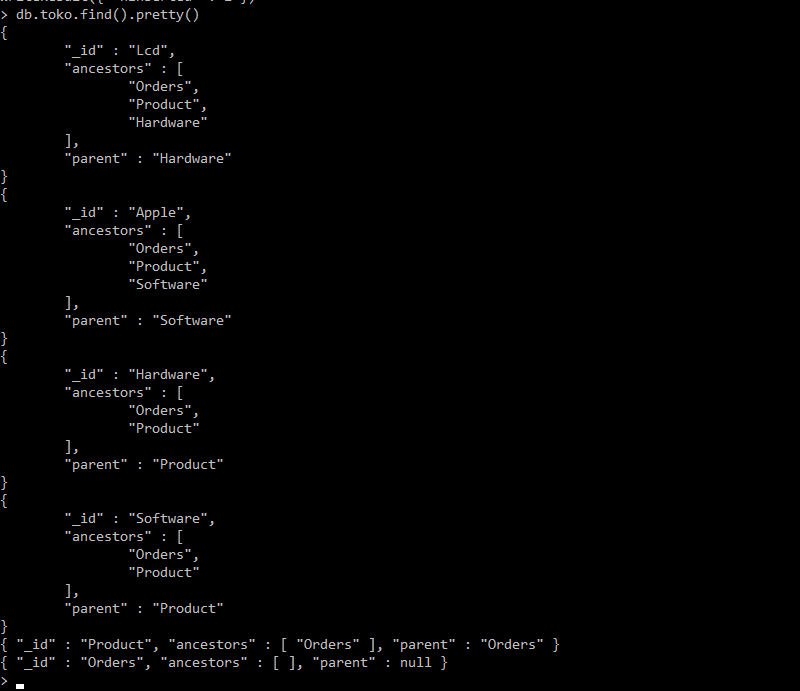 > db.toko.find().pretty()
{
        "_id" : "Lcd",
        "ancestors" : [
                "Orders",
                "Product",
                "Hardware"
        ],
        "parent" : "Hardware"
}
{
        "_id" : "Apple",
        "ancestors" : [
                "Orders",
                "Product",
                "Software"
        ],
        "parent" : "Software"
}
{
        "_id" : "Hardware",
        "ancestors" : [
                "Orders",
                "Product"
        ],
        "parent" : "Product"
}
{
        "_id" : "Software",
        "ancestors" : [
                "Orders",
                "Product"
        ],
        "parent" : "Product"
}
{ "_id" : "Product", "ancestors" : [ "Orders" ], "parent" : "Orders" }
{ "_id" : "Orders", "ancestors" : [ ], "parent" : null }
>